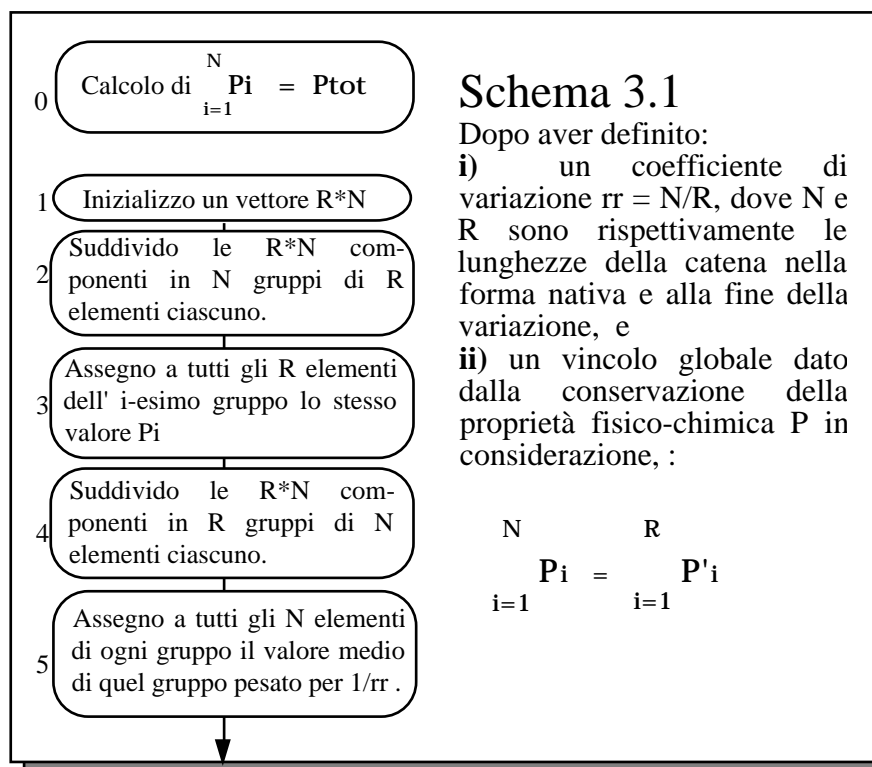 N
0 Calcolo di Pi = Ptot
i=1
1 Inizializzo un vettore R*N
2 Suddivido le R*N com-
ponenti in N gruppi di R
elementi ciascuno.
3 Assegno a tutti gli R elementi
dell' i-esimo gruppo lo stesso
valore Pi
4 Suddivido le R*N com-
ponenti in R gruppi di N
elementi ciascuno.
5 Assegno a tutti gli N elementi
di ogni gruppo il valore medio
di quel gruppo pesato per 1/rr .
Schema 3.1
Dopo aver definito:
i) un coefficiente di
variazione rr = N/R, dove N e
R sono rispettivamente le
lunghezze della catena nella
forma nativa e alla fine della
variazione, e
ii) un vincolo globale dato
dalla conservazione della
proprietà fisico-chimica P in
considerazione, :
N R
Pi = P'i
i=1 i=1